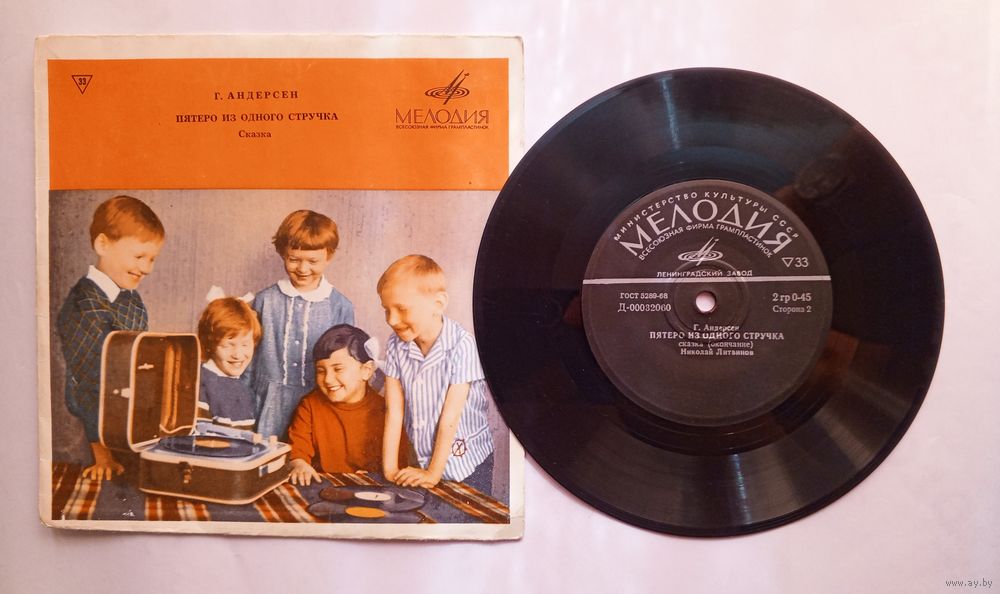 33
Г. АНДЕРСЕН
ПЯТЕРО ИЗ ОДНОГО СТРУЧКА
Сказка
МЕЛОДИЯ
ВСЕСОЮЗНАЯ ФИРМА ГРАМПЛАСТИНОК
МИНИСТЕРСТВО КУЛЬТУРЫ СССР
МЕЛОДИЯ
ВСЕСОЮЗНАЯ ФИРМА ГРАМПЛАСТИНОК
33
ЛЕНИНГРАДСКИЙ ЗАВОД
ГОСТ 5289-68
Д-00032060
2 гр 0-45
Сторона 2
Г. Андерсен
ПЯТЕРО ИЗ ОДНОГО СТРУЧКА
сказка (окончание)
Николай Литвинов
www.ay.by